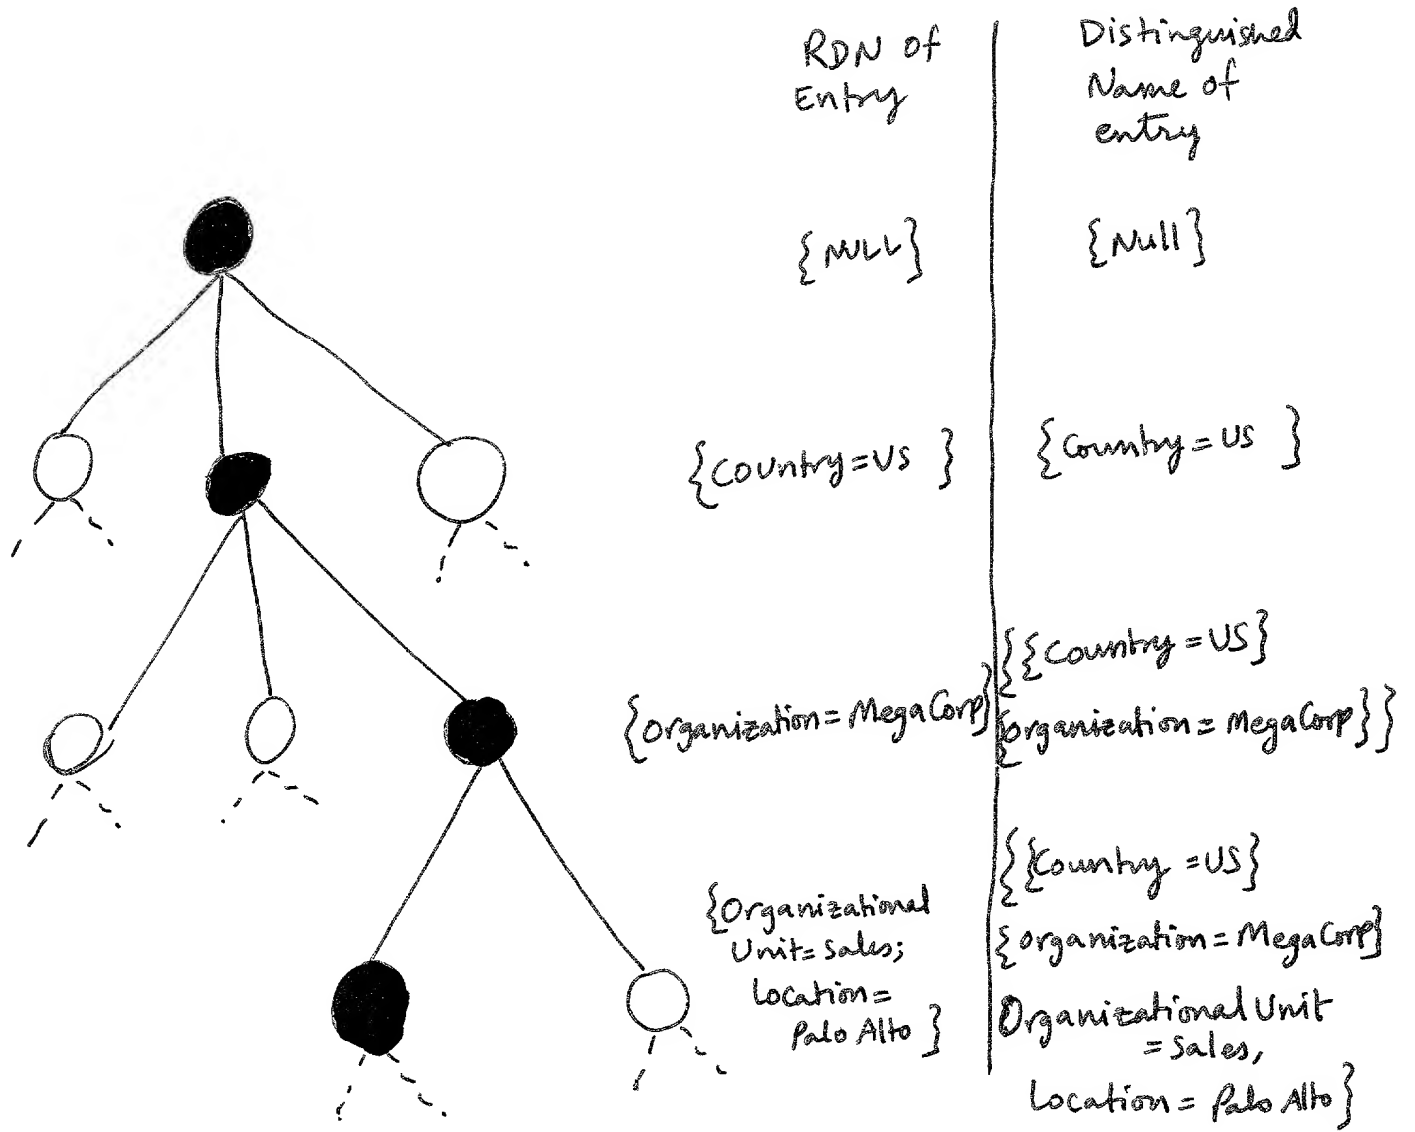 RDN of
Entry
Distinguished
Name of
entry
{NULL}
{Null}
{Country=US }
{Country=US }
{Organization=MegaCorp}
{{Country=US}
{Organization=MegaCorp}}
{Organizational
Unit=Sales;
Location=
Palo Alto }
{{Country=US}
{organization=MegaCorp}
Organizational Unit
=Sales,
Location= Palo Alto}